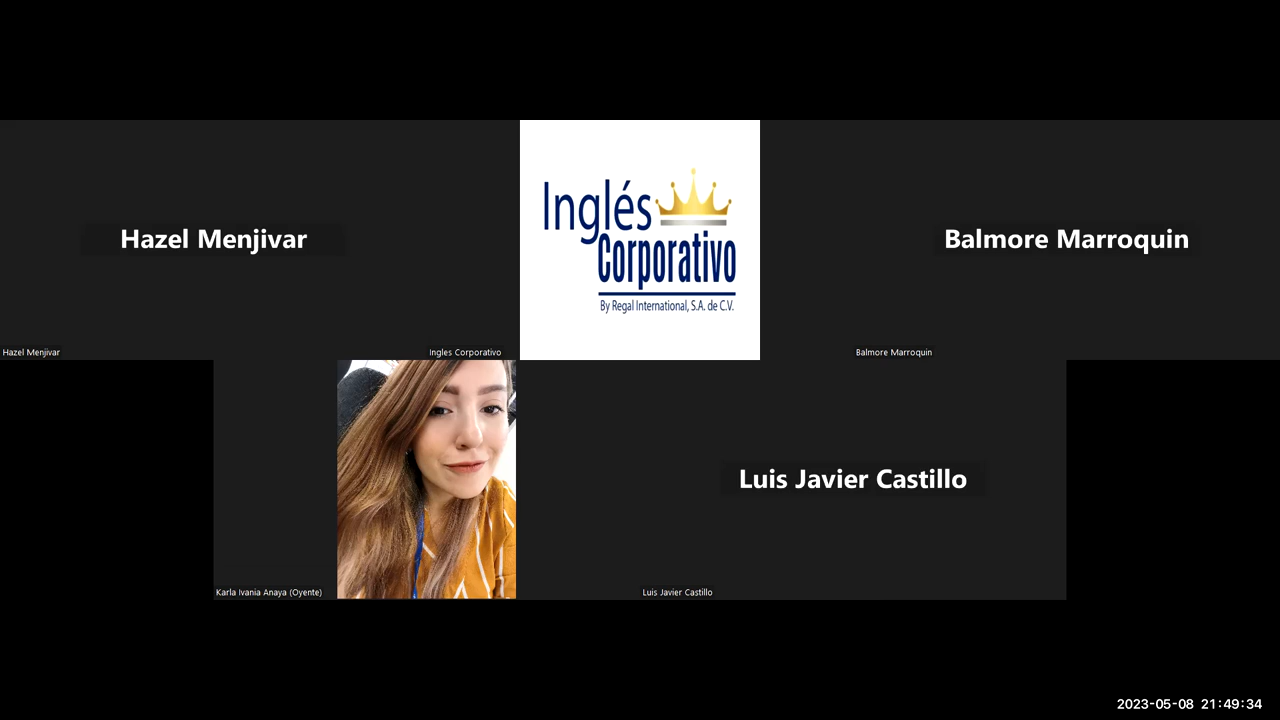 Hazel Menjivar
Inglés
Corporativo
By Regal International, S.A. de C.V.
Balmore Marroquin
Hazel Menjivar
Ingles Corporativo
Balmore Marroquin
Luis Javier Castillo
Karla Ivania Anaya (Oyente)
Luis Javier Castillo
2023-05-08 21:49:34